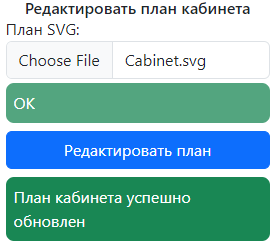 Редактировать план кабинета
План SVG:
Choose File Cabinet.svg
OK
Редактировать план
План кабинета успешно
обновлен